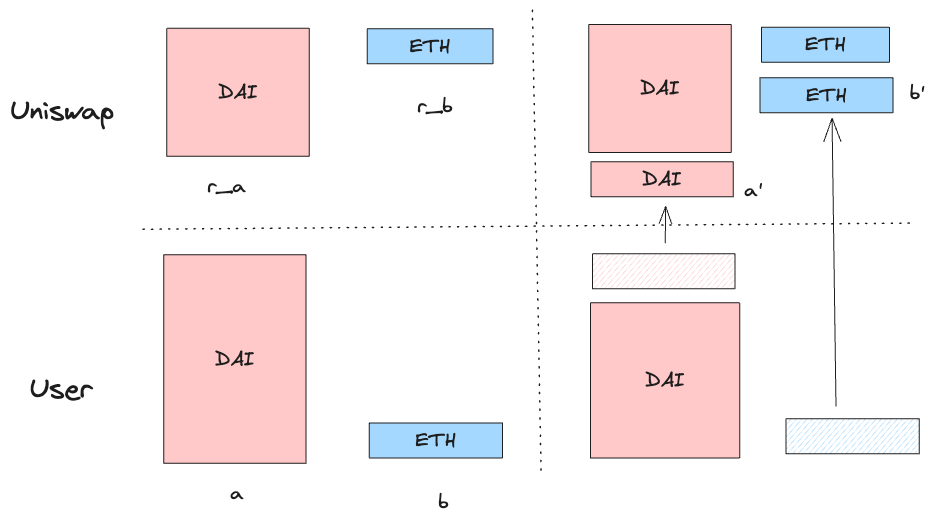 DAI
ETH
DAI
ETH
ETH
b'
Uniswap
r_b
r_a
DAI
a'
DAI
DAI
User
ETH
a
b